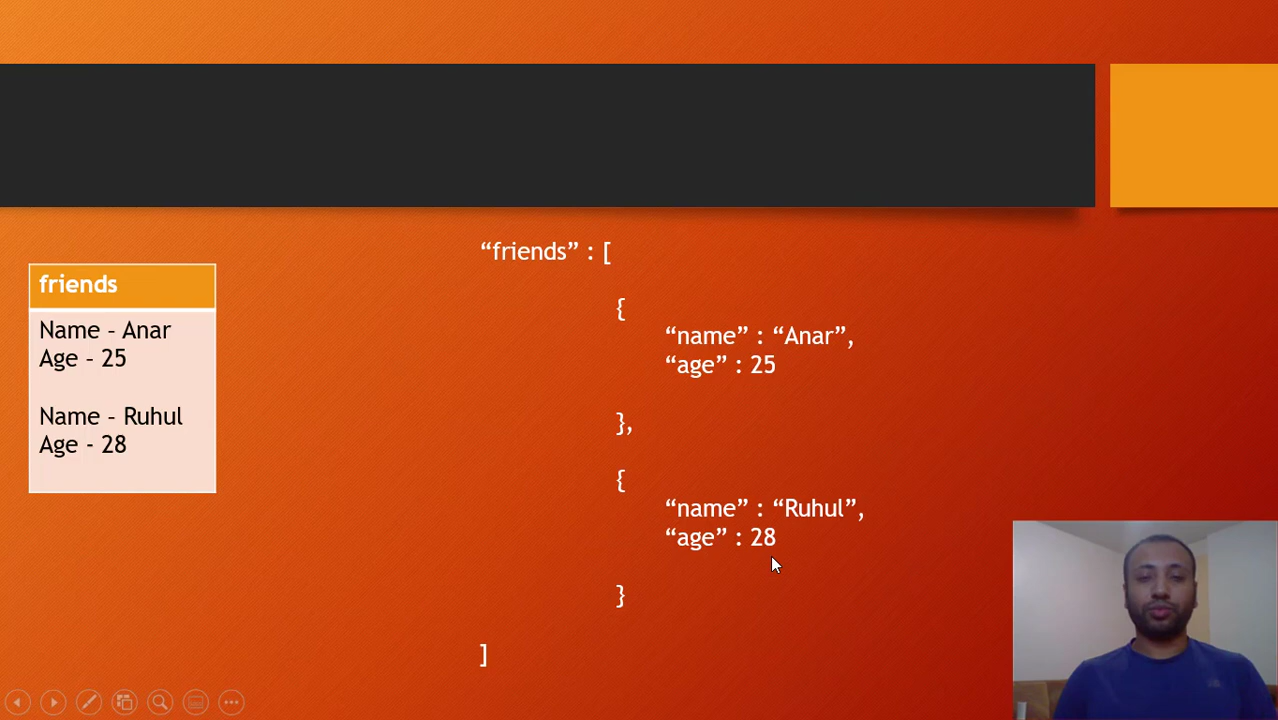 friends
Name – Anar
Age – 25
Name – Ruhul
Age - 28
“friends” : [
{
“name” : “Anar”,
“age” : 25
},
{
“name” : “Ruhul”,
“age” : 28
}
]